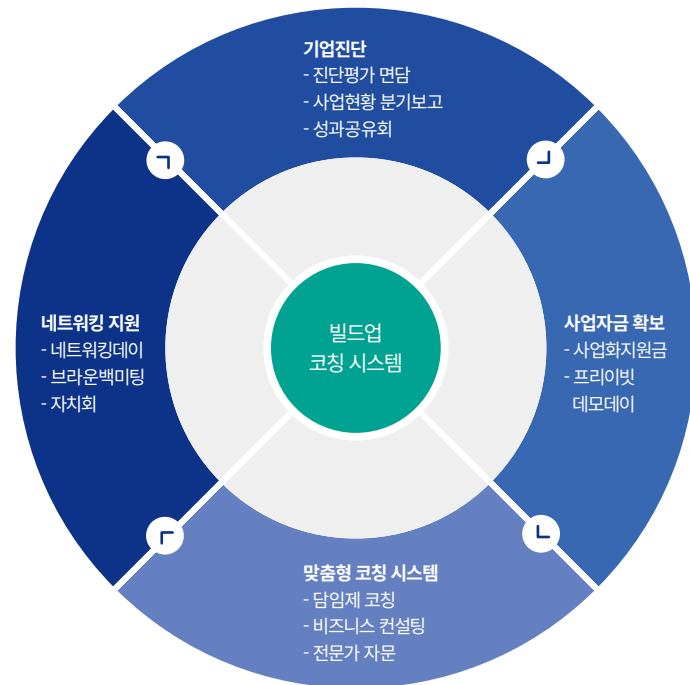 기업진단
- 진단평가 면담
- 사업현황 분기보고
- 성과공유회
네트워킹 지원
- 네트워킹데이
- 브라운백미팅
- 자치회
빌드업
코칭 시스템
사업자금 확보
- 사업화지원금
- 프리이빗
데모데이
맞춤형 코칭 시스템
- 담임제 코칭
- 비즈니스 컨설팅
- 전문가 자문